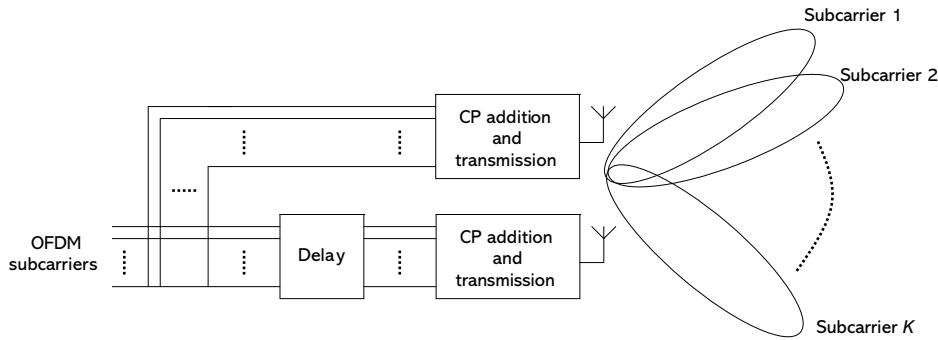 Subcarrier 1
Subcarrier 2
CP addition
and
transmission
OFDM
subcarriers
Delay
CP addition
and
transmission
Subcarrier K